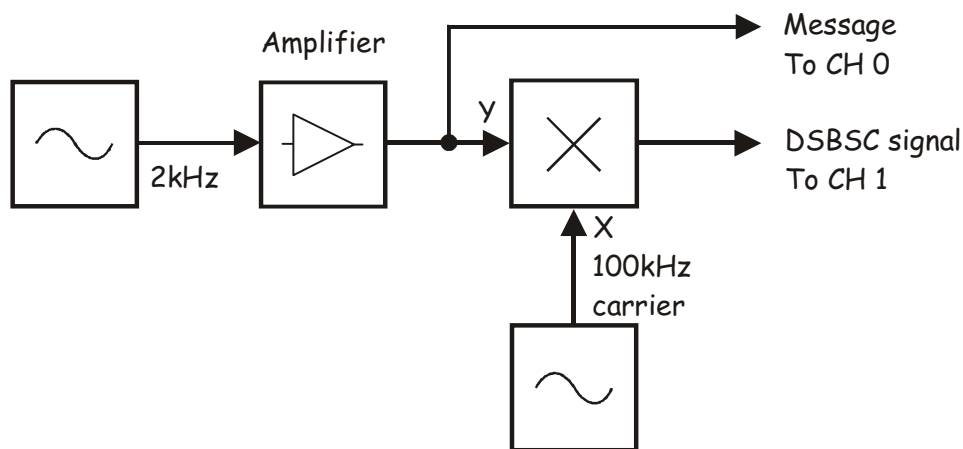 Amplifier
Message
To CH 0
Y
DSBSC signal
To CH 1
2kHz
X
100kHz
carrier